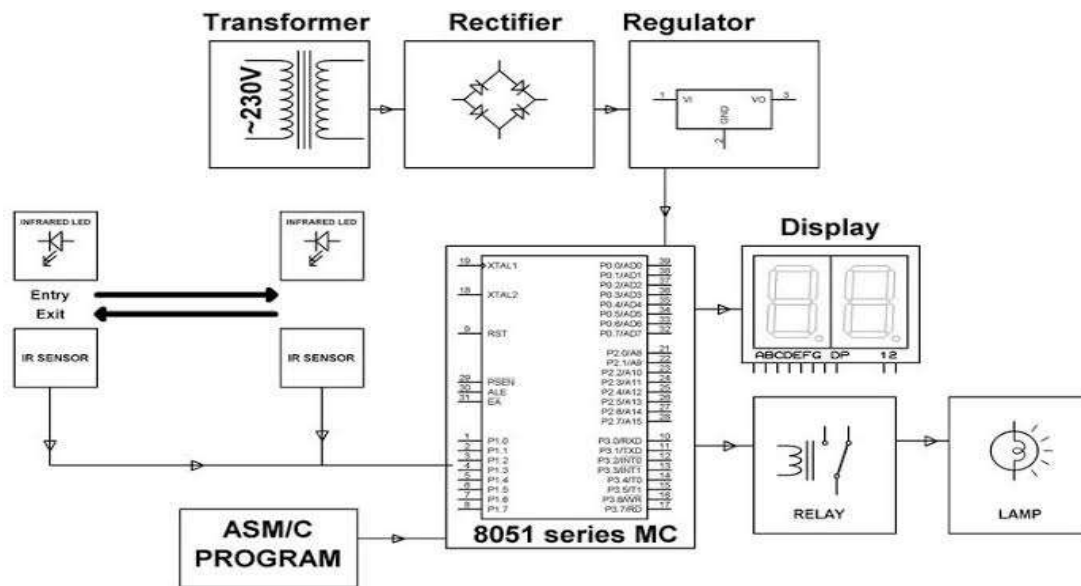 Transformer
Rectifier
Regulator
~230V
1
VI
VO
3
GND
2
INFRARED LED
INFRARED LED
Entry
Exit
IR SENSOR
IR SENSOR
Display
ABCDEFG DP 12
19 XTAL1
18 XTAL2
9 RST
29 PSEN
30 ALE
31 EA
1 P1.0
2 P1.1
3 P1.2
4 P1.3
5 P1.4
6 P1.5
7 P1.6
8 P1.7
P0.0/AD0 39
P0.1/AD1 38
P0.2/AD2 37
P0.3/AD3 36
P0.4/AD4 35
P0.5/AD5 34
P0.6/AD6 33
P0.7/AD7 32
P2.0/A8 21
P2.1/A9 22
P2.2/A10 23
P2.3/A11 24
P2.4/A12 25
P2.5/A13 26
P2.6/A14 27
P2.7/A15 28
P3.0/RXD 10
P3.1/TXD 11
P3.2/INT0 12
P3.3/INT1 13
P3.4/T0 14
P3.5/T1 15
P3.6/WR 16
P3.7/RD 17
8051 series MC
RELAY
LAMP
ASM/C
PROGRAM